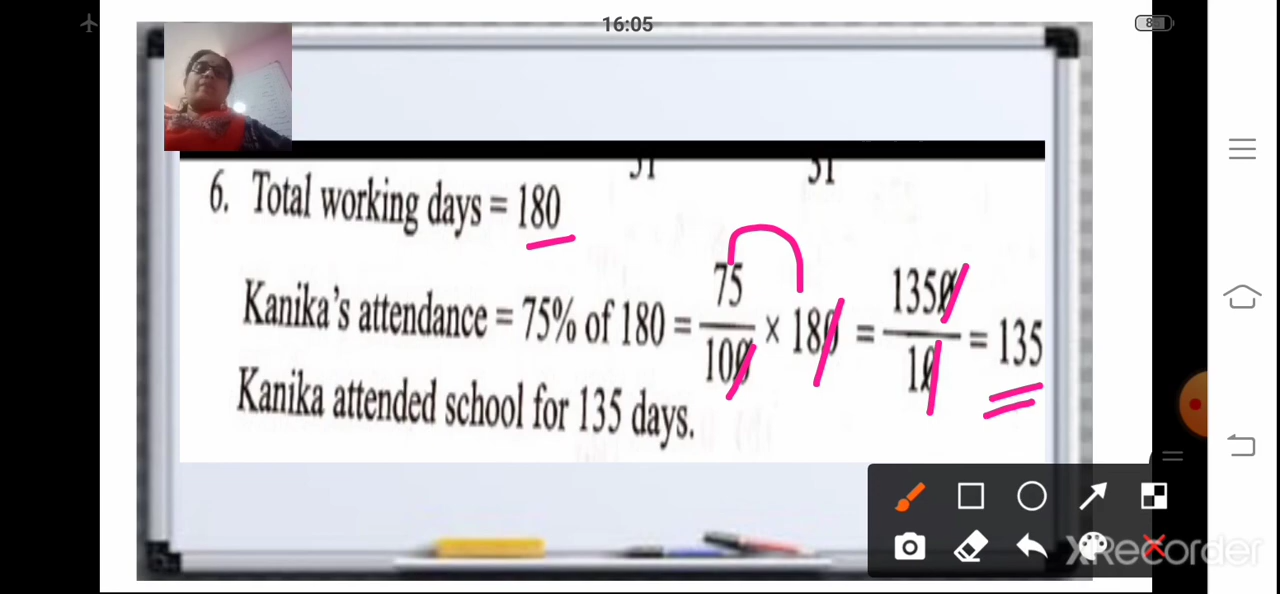 16:05
6. Total working days = 180
Kanika's attendance = 75% of 180 = 75/100 × 180 = 1350/10 = 135
Kanika attended school for 135 days.
XRecorder